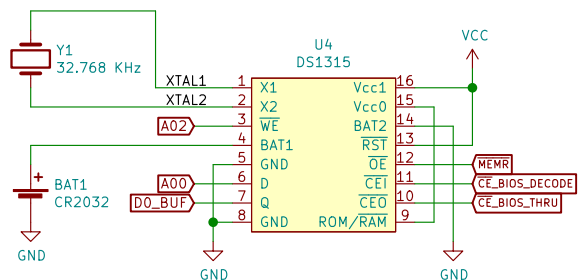 U4
DS1315
VCC
Y1
32.768 KHz
XTAL1
1
X1
Vcc1
16
XTAL2
2
X2
Vcc0
15
A02
3
WE
BAT2
14
4
BAT1
RST
13
5
GND
OE
12
MEMR
A00
6
D
CEI
11
CE_BIOS_DECODE
D0_BUF
7
Q
CEO
10
CE_BIOS_THRU
8
GND
ROM/RAM
9
+
BAT1
CR2032
GND
GND
GND